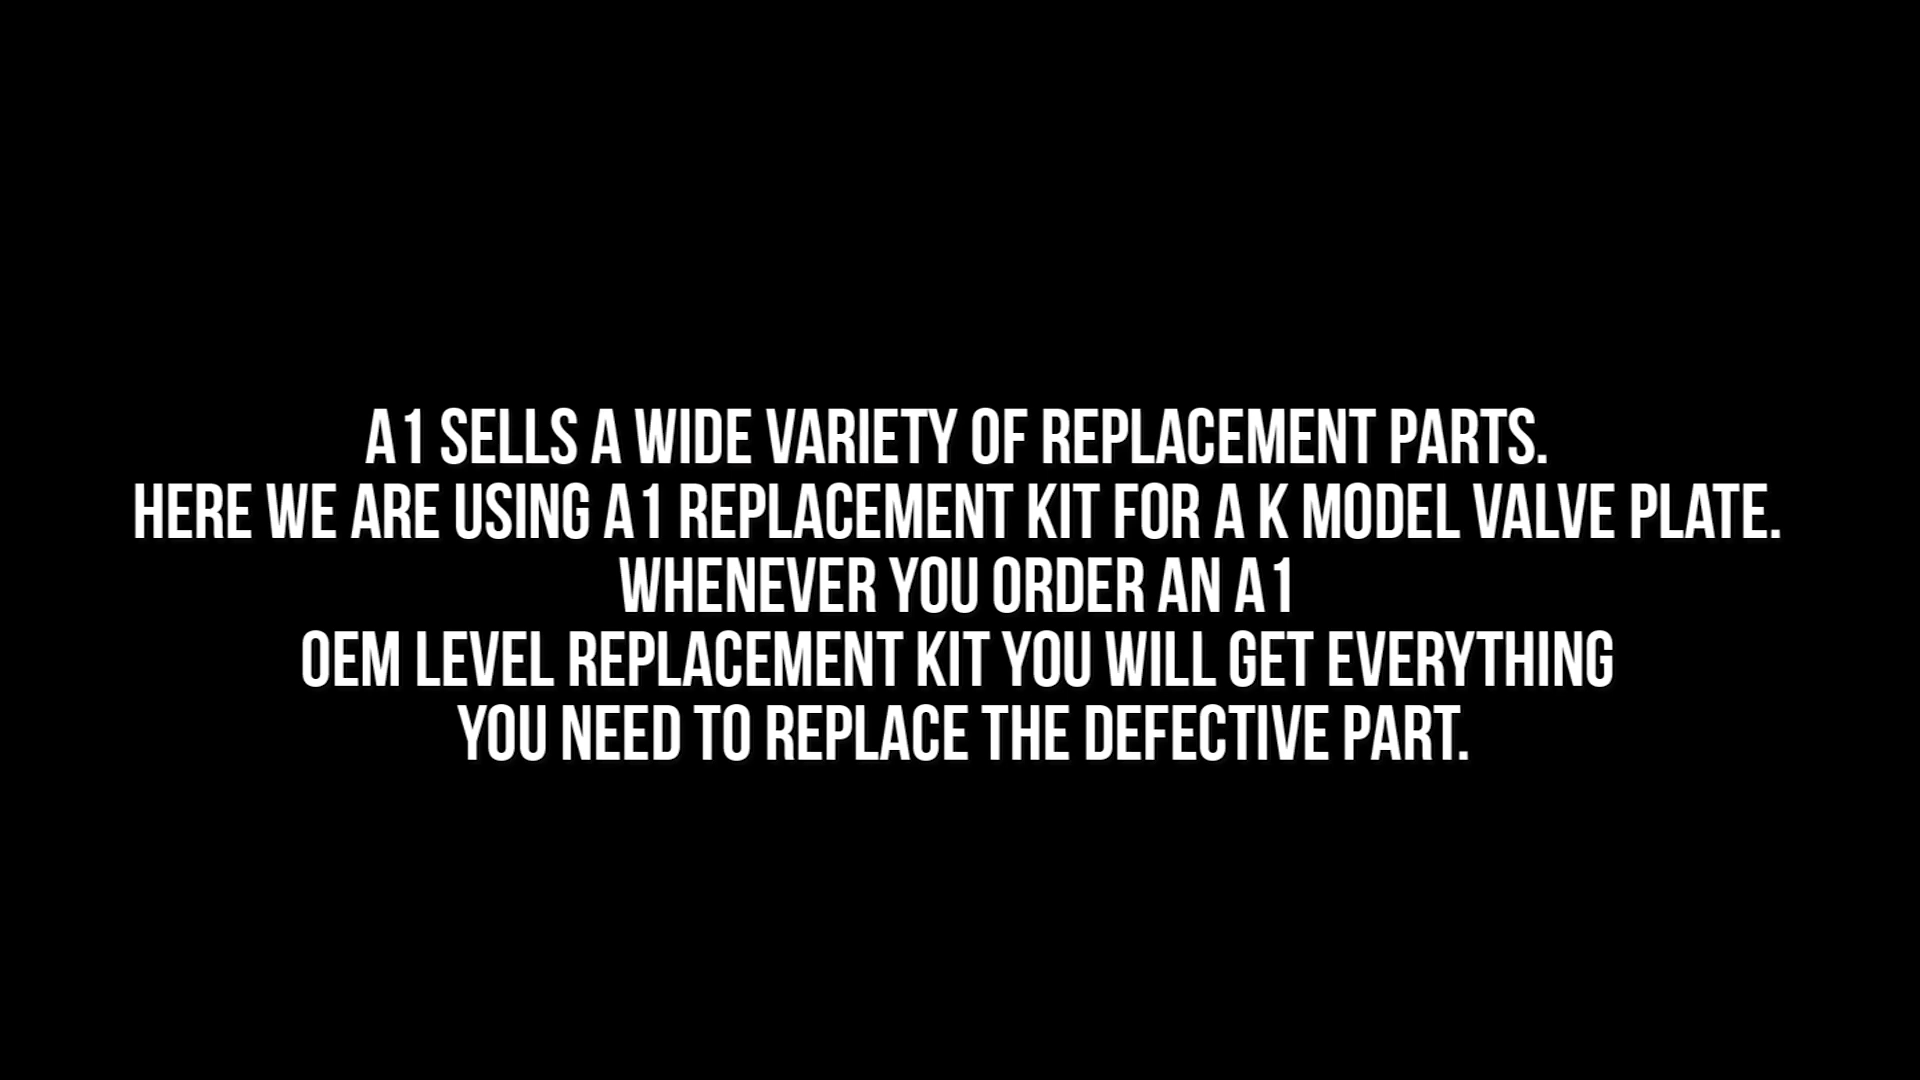 A1 SELLS A WIDE VARIETY OF REPLACEMENT PARTS.
HERE WE ARE USING A1 REPLACEMENT KIT FOR A K MODEL VALVE PLATE.
WHENEVER YOU ORDER AN A1
OEM LEVEL REPLACEMENT KIT YOU WILL GET EVERYTHING
YOU NEED TO REPLACE THE DEFECTIVE PART.